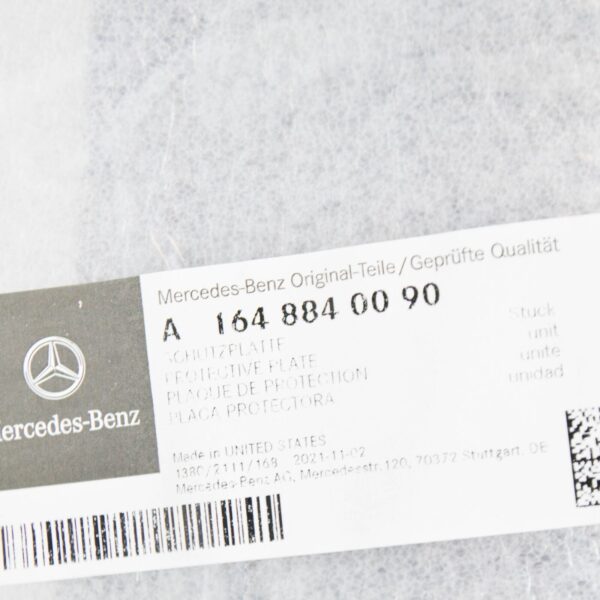 Mercedes-Benz Original-Teile/Geprüfte Qualität
A 164 884 00 90
SCHUTZPLATTE
PROTECTIVE PLATE
PLAQUE DE PROTECTION
PLACA PROTECTORA
Stuck
unit
unite
unidad
Mercedes-Benz
Made in UNITED STATES
1380/2111/168 2021-11-02
Mercedes-Benz AG, Mercedesstr.120, 70372 Stuttgart, DE